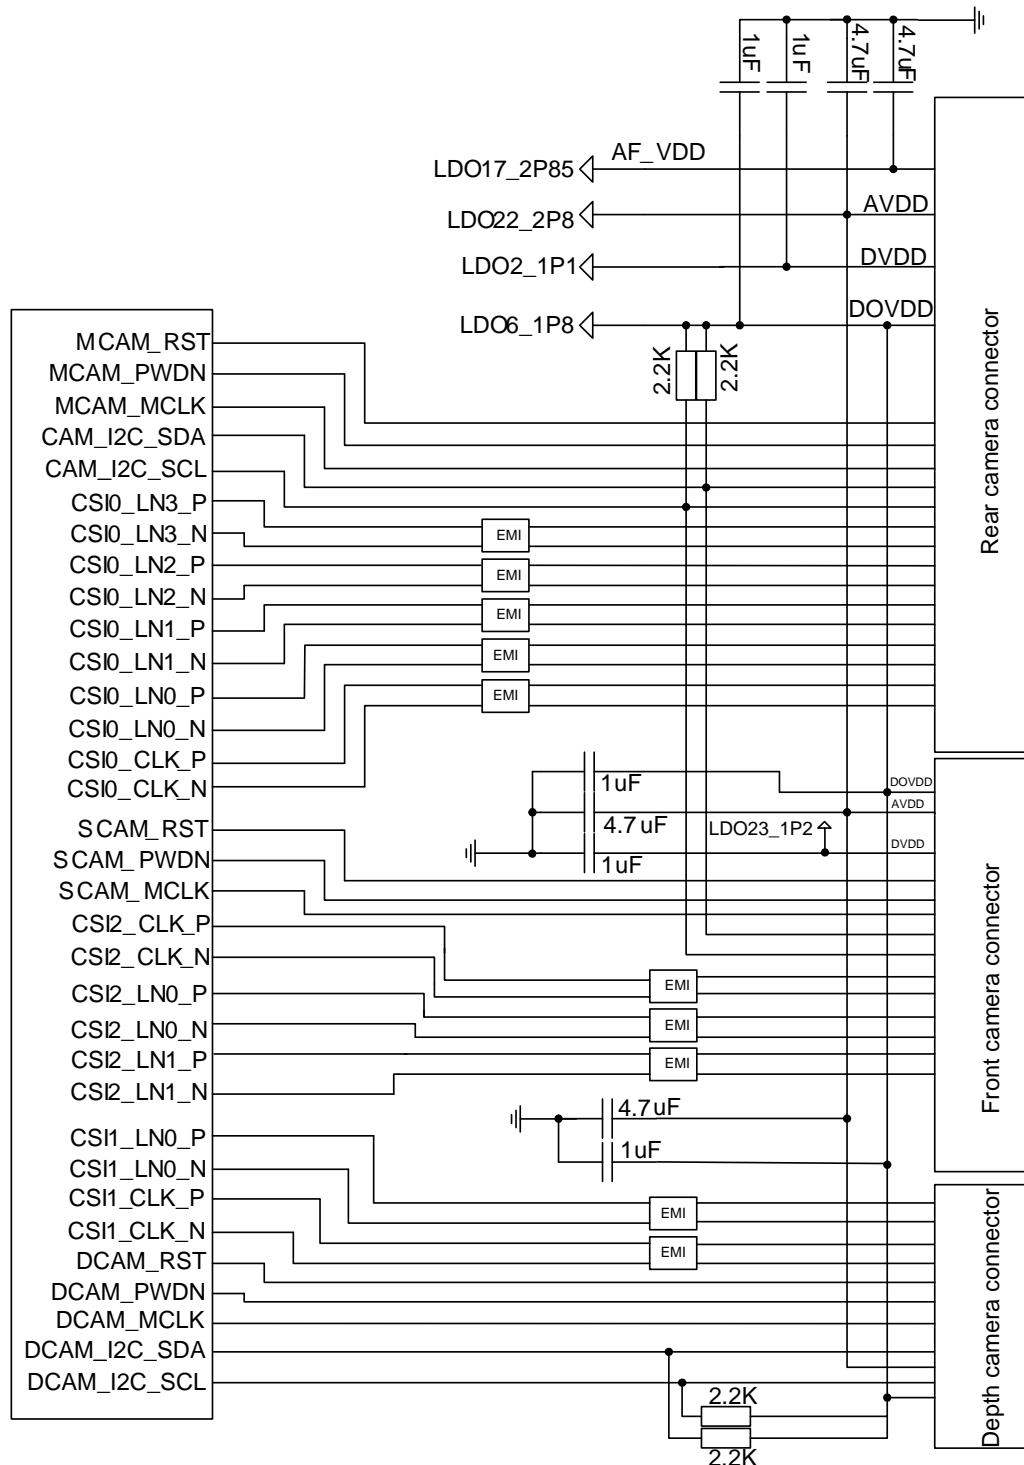 1uF
1uF
4.7uF
4.7uF
LDO17_2P85
AF_VDD
LDO22_2P8
AVDD
LDO2_1P1
DVDD
LDO6_1P8
DOVDD
2.2K
2.2K
Rear camera connector
MCAM_RST
MCAM_PWDN
MCAM_MCLK
CAM_I2C_SDA
CAM_I2C_SCL
CSI0_LN3_P
CSI0_LN3_N
CSI0_LN2_P
CSI0_LN2_N
CSI0_LN1_P
CSI0_LN1_N
CSI0_LN0_P
CSI0_LN0_N
CSI0_CLK_P
CSI0_CLK_N
EMI
EMI
EMI
EMI
EMI
1uF
4.7uF
1uF
LDO23_1P2
DOVDD
AVDD
DVDD
SCAM_RST
SCAM_PWDN
SCAM_MCLK
CSI2_CLK_P
CSI2_CLK_N
CSI2_LN0_P
CSI2_LN0_N
CSI2_LN1_P
CSI2_LN1_N
EMI
EMI
EMI
Front camera connector
4.7uF
1uF
CSI1_LN0_P
CSI1_LN0_N
CSI1_CLK_P
CSI1_CLK_N
DCAM_RST
DCAM_PWDN
DCAM_MCLK
DCAM_I2C_SDA
DCAM_I2C_SCL
EMI
EMI
2.2K
2.2K
Depth camera connector